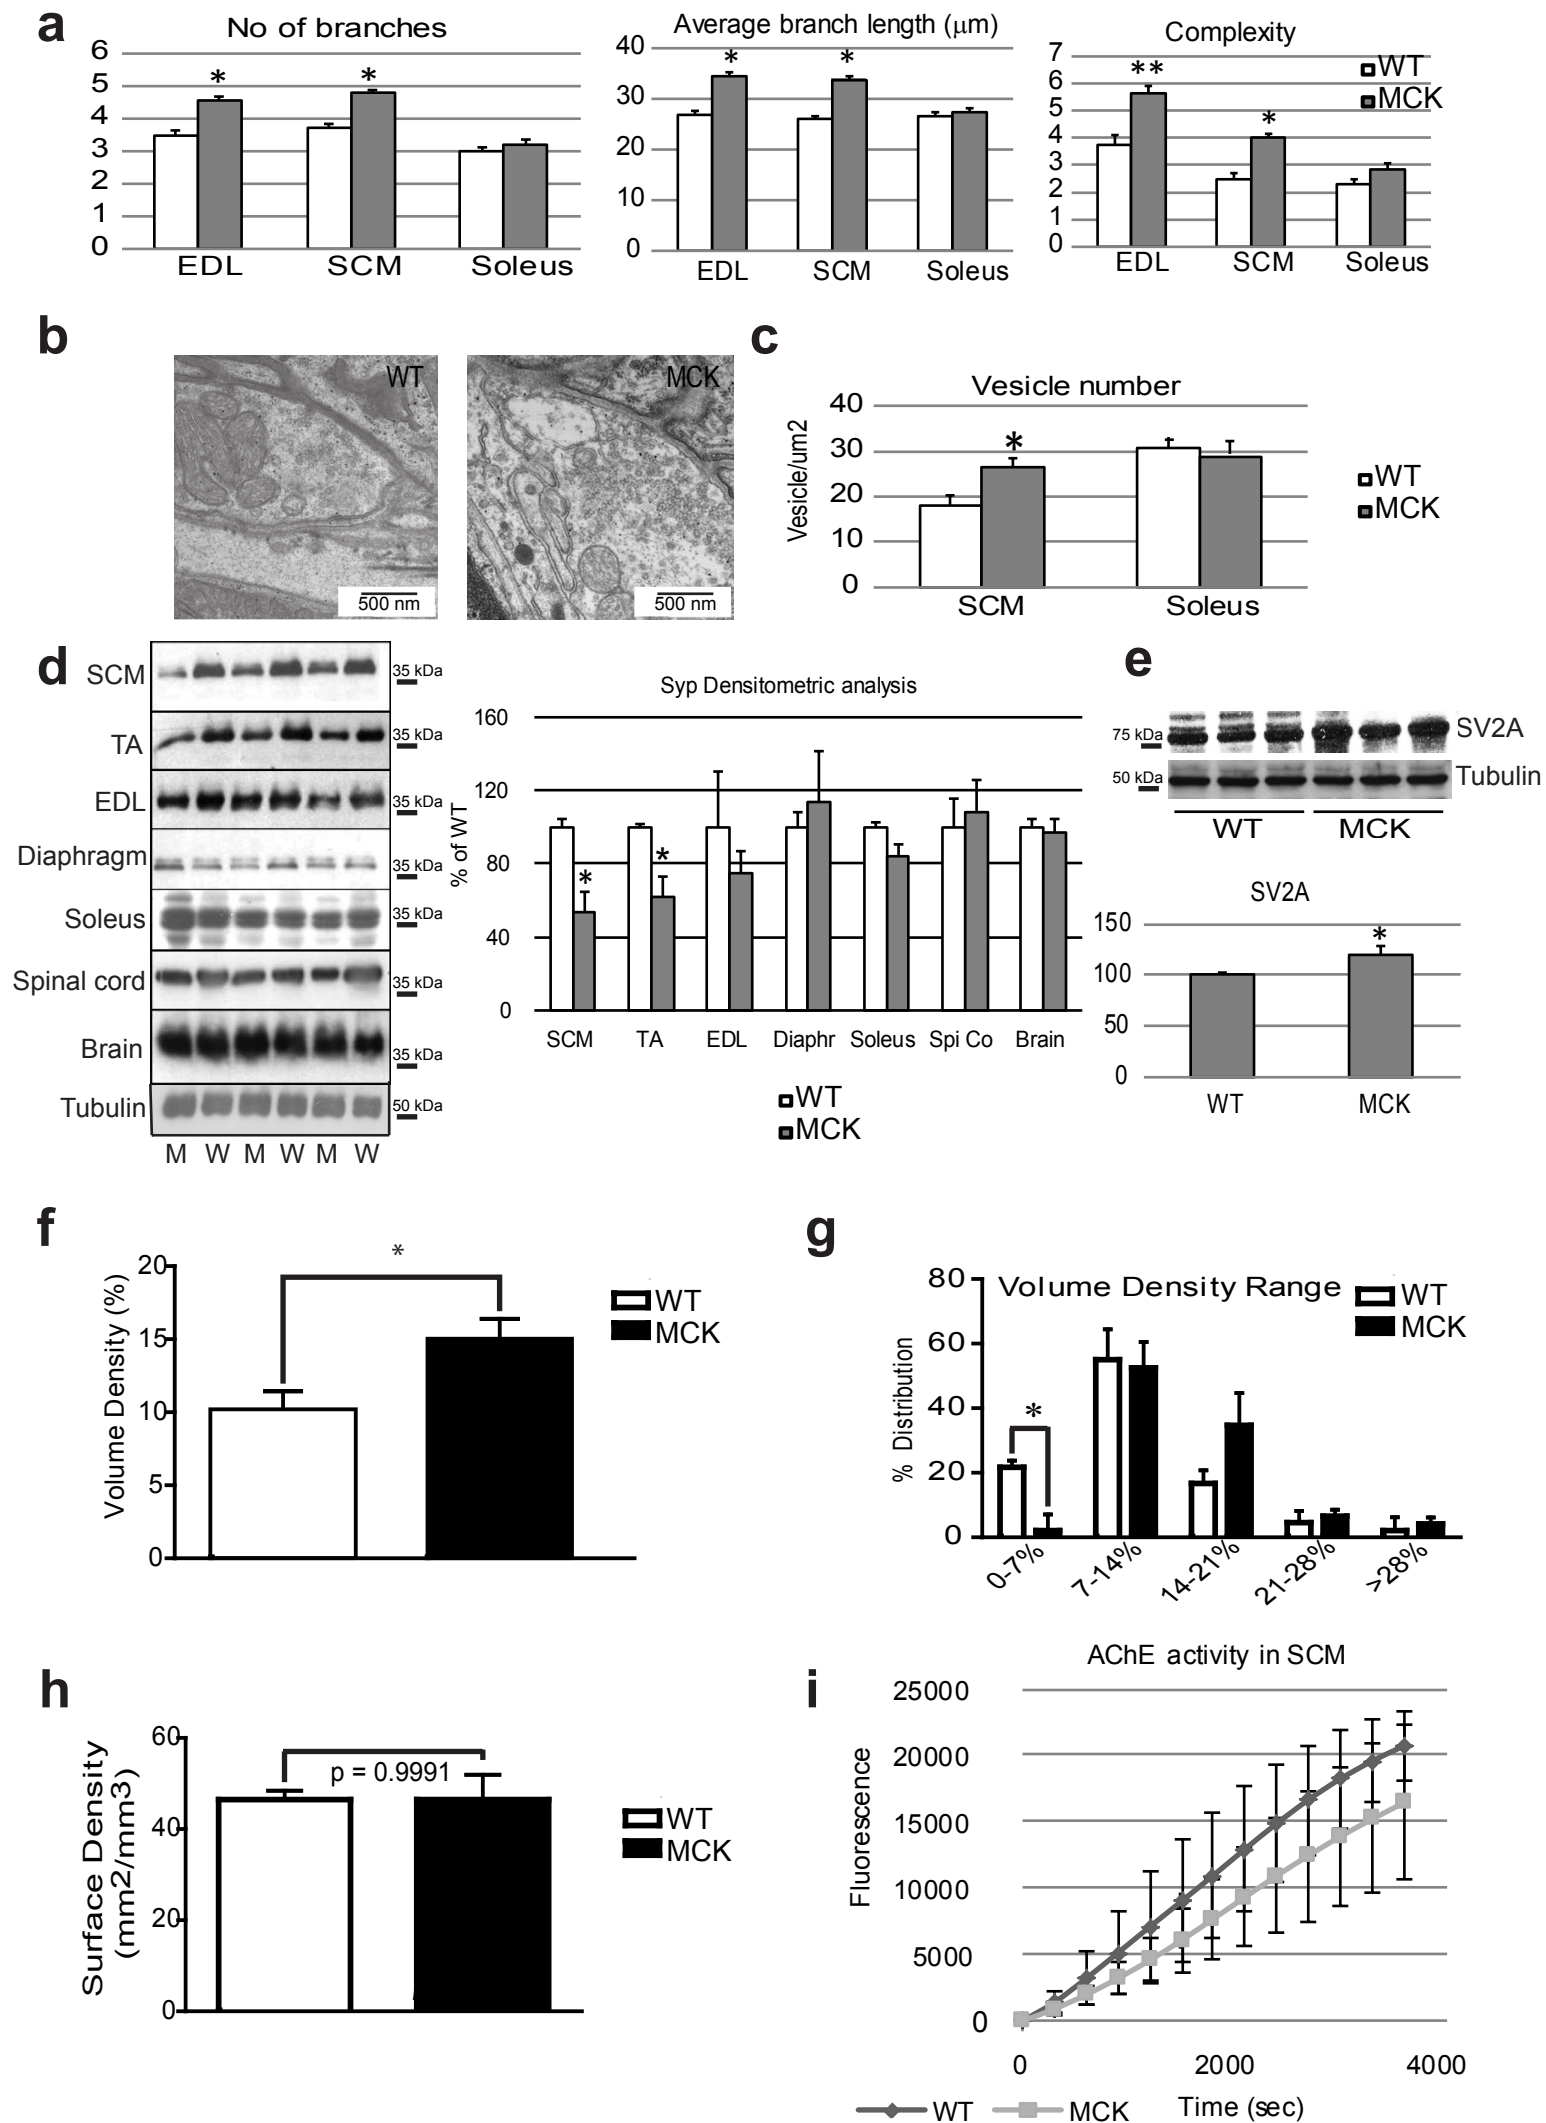 a
No of branches
6
5
4
3
2
1
0
*
*
EDL
SCM
Soleus
Average branch length (μm)
40
30
20
10
0
*
*
EDL
SCM
Soleus
Complexity
7
6
5
4
3
2
1
0
**
*
WT
MCK
EDL
SCM
Soleus
b
WT
500 nm
MCK
500 nm
c
Vesicle number
Vesicle/um2
40
30
20
10
0
*
WT
MCK
SCM
Soleus
d
SCM
35 kDa
TA
35 kDa
EDL
35 kDa
Diaphragm
35 kDa
Soleus
35 kDa
Spinal cord
35 kDa
Brain
35 kDa
Tubulin
50 kDa
M W M W M W
Syp Densitometric analysis
% of WT
160
120
80
40
0
*
*
SCM
TA
EDL
Diaphr
Soleus
Spi Co
Brain
WT
MCK
e
75 kDa
SV2A
50 kDa
Tubulin
WT
MCK
SV2A
150
100
50
0
*
WT
MCK
f
Volume Density (%)
20
15
10
5
0
*
WT
MCK
g
Volume Density Range
% Distribution
80
60
40
20
0
*
WT
MCK
0-7%
7-14%
14-21%
21-28%
>28%
h
Surface Density
(mm2/mm3)
60
40
20
0
p = 0.9991
WT
MCK
i
AChE activity in SCM
Fluorescence
25000
20000
15000
10000
5000
0
0
2000
4000
Time (sec)
WT
MCK